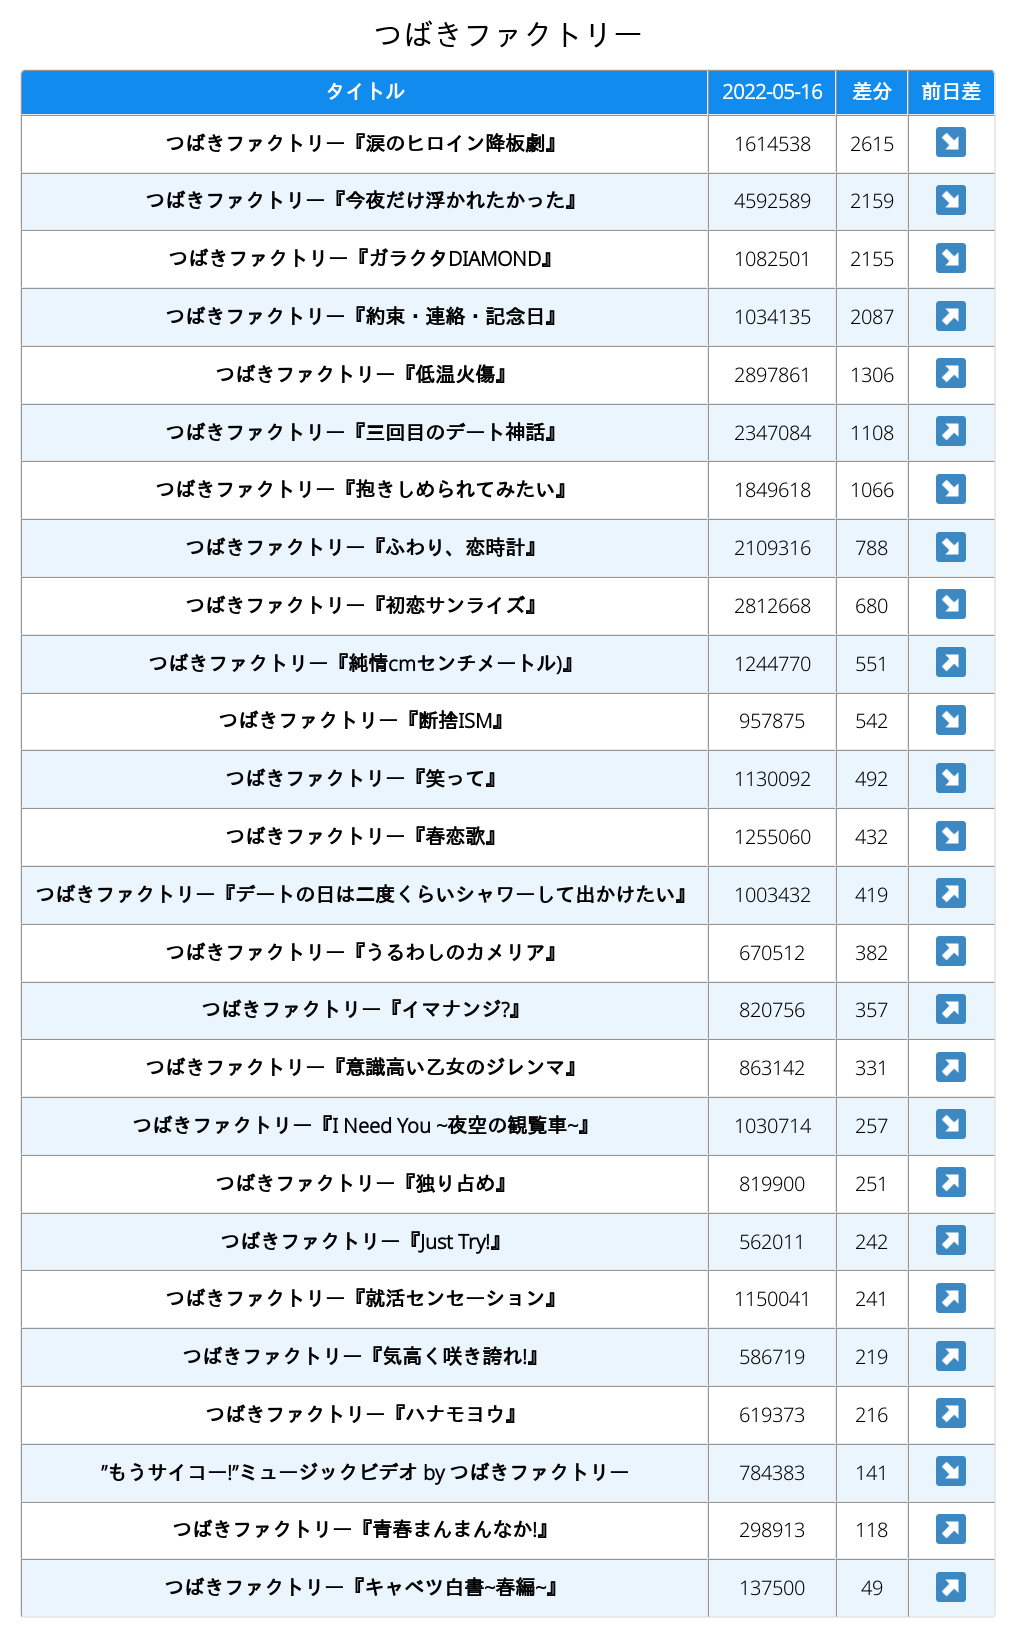 つばきファクトリー
タイトル 2022-05-16 差分 前日差
つばきファクトリー『涙のヒロイン降板劇』 1614538 2615 ↘
つばきファクトリー『今夜だけ浮かれたかった』 4592589 2159 ↘
つばきファクトリー『ガラクタDIAMOND』 1082501 2155 ↘
つばきファクトリー『約束・連絡・記念日』 1034135 2087 ↗
つばきファクトリー『低温火傷』 2897861 1306 ↗
つばきファクトリー『三回目のデート神話』 2347084 1108 ↗
つばきファクトリー『抱きしめられてみたい』 1849618 1066 ↘
つばきファクトリー『ふわり、恋時計』 2109316 788 ↘
つばきファクトリー『初恋サンライズ』 2812668 680 ↘
つばきファクトリー『純情cmセンチメートル)』 1244770 551 ↗
つばきファクトリー『断捨ISM』 957875 542 ↘
つばきファクトリー『笑って』 1130092 492 ↘
つばきファクトリー『春恋歌』 1255060 432 ↘
つばきファクトリー『デートの日は二度くらいシャワーして出かけたい』 1003432 419 ↗
つばきファクトリー『うるわしのカメリア』 670512 382 ↗
つばきファクトリー『イマナンジ?』 820756 357 ↗
つばきファクトリー『意識高い乙女のジレンマ』 863142 331 ↗
つばきファクトリー『I Need You ~夜空の観覧車~』 1030714 257 ↘
つばきファクトリー『独り占め』 819900 251 ↗
つばきファクトリー『Just Try!』 562011 242 ↗
つばきファクトリー『就活センセーション』 1150041 241 ↗
つばきファクトリー『気高く咲き誇れ!』 586719 219 ↗
つばきファクトリー『ハナモヨウ』 619373 216 ↗
”もうサイコー!”ミュージックビデオ by つばきファクトリー 784383 141 ↘
つばきファクトリー『青春まんまんなか!』 298913 118 ↗
つばきファクトリー『キャベツ白書~春編~』 137500 49 ↗